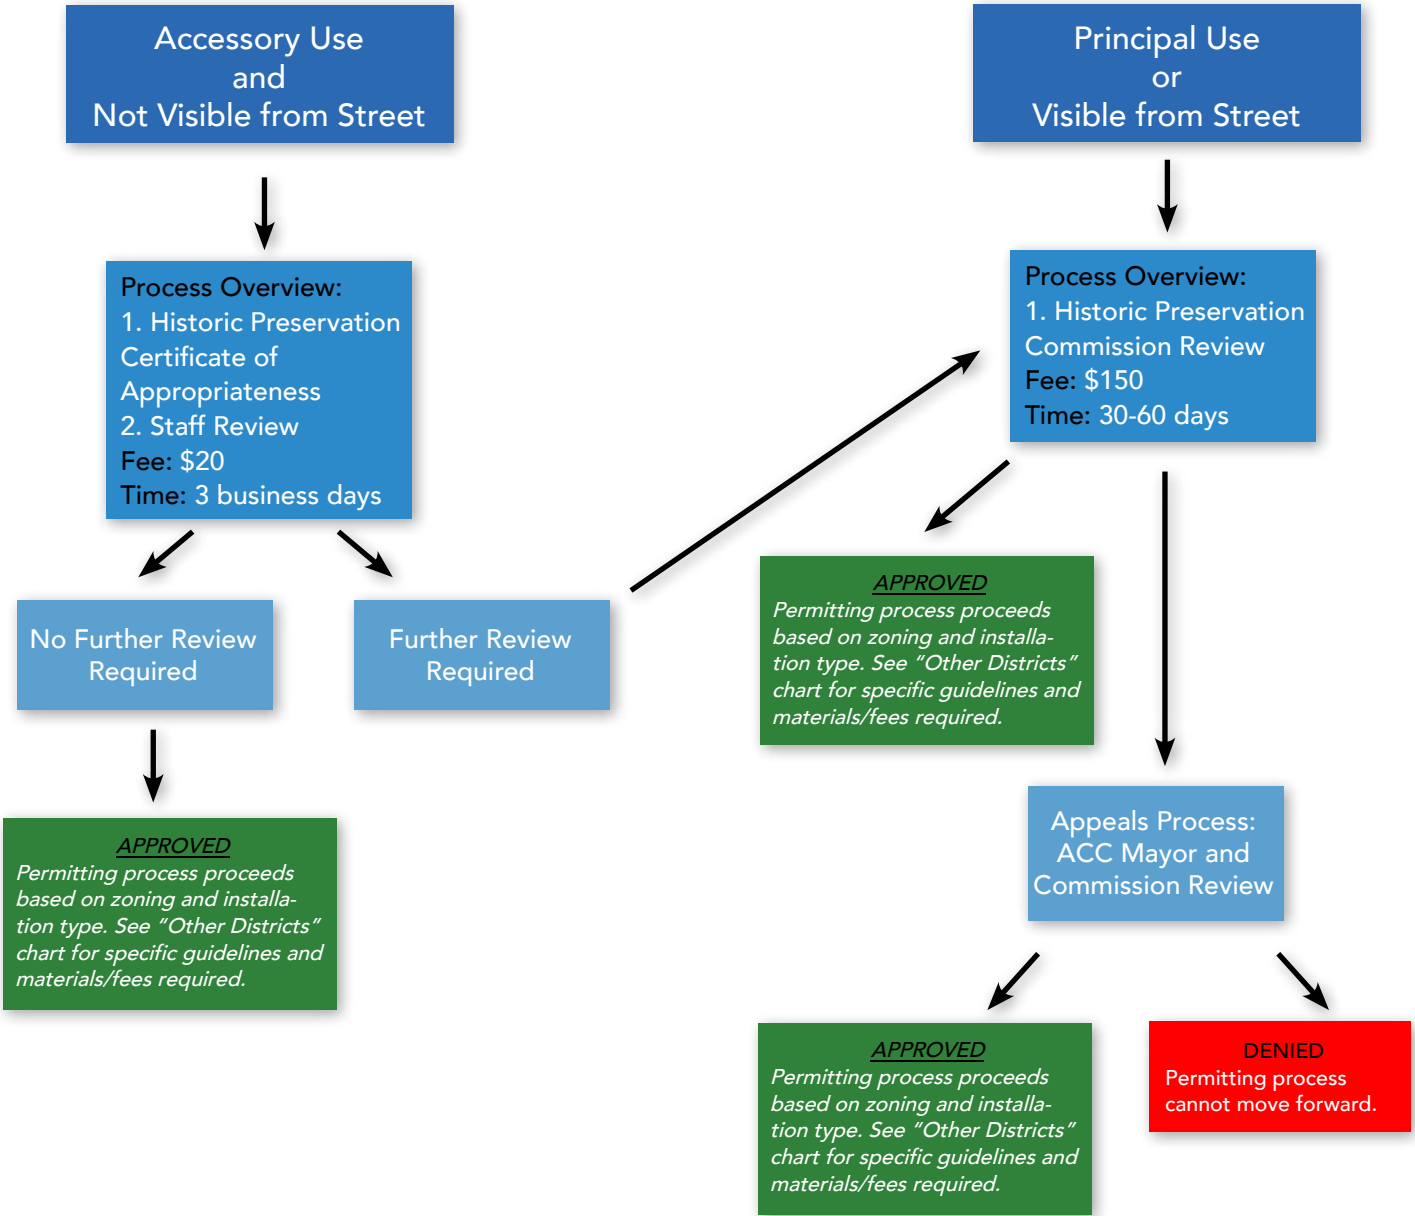 Accessory Use
and
Not Visible from Street
Principal Use
or
Visible from Street
Process Overview:
1. Historic Preservation
Certificate of
Appropriateness
2. Staff Review
Fee: $20
Time: 3 business days
Process Overview:
1. Historic Preservation
Commission Review
Fee: $150
Time: 30-60 days
No Further Review
Required
Further Review
Required
APPROVED
Permitting process proceeds
based on zoning and installa-
tion type. See “Other Districts”
chart for specific guidelines and
materials/fees required.
APPROVED
Permitting process proceeds
based on zoning and installa-
tion type. See “Other Districts”
chart for specific guidelines and
materials/fees required.
Appeals Process:
ACC Mayor and
Commission Review
APPROVED
Permitting process proceeds
based on zoning and installa-
tion type. See “Other Districts”
chart for specific guidelines and
materials/fees required.
DENIED
Permitting process
cannot move forward.